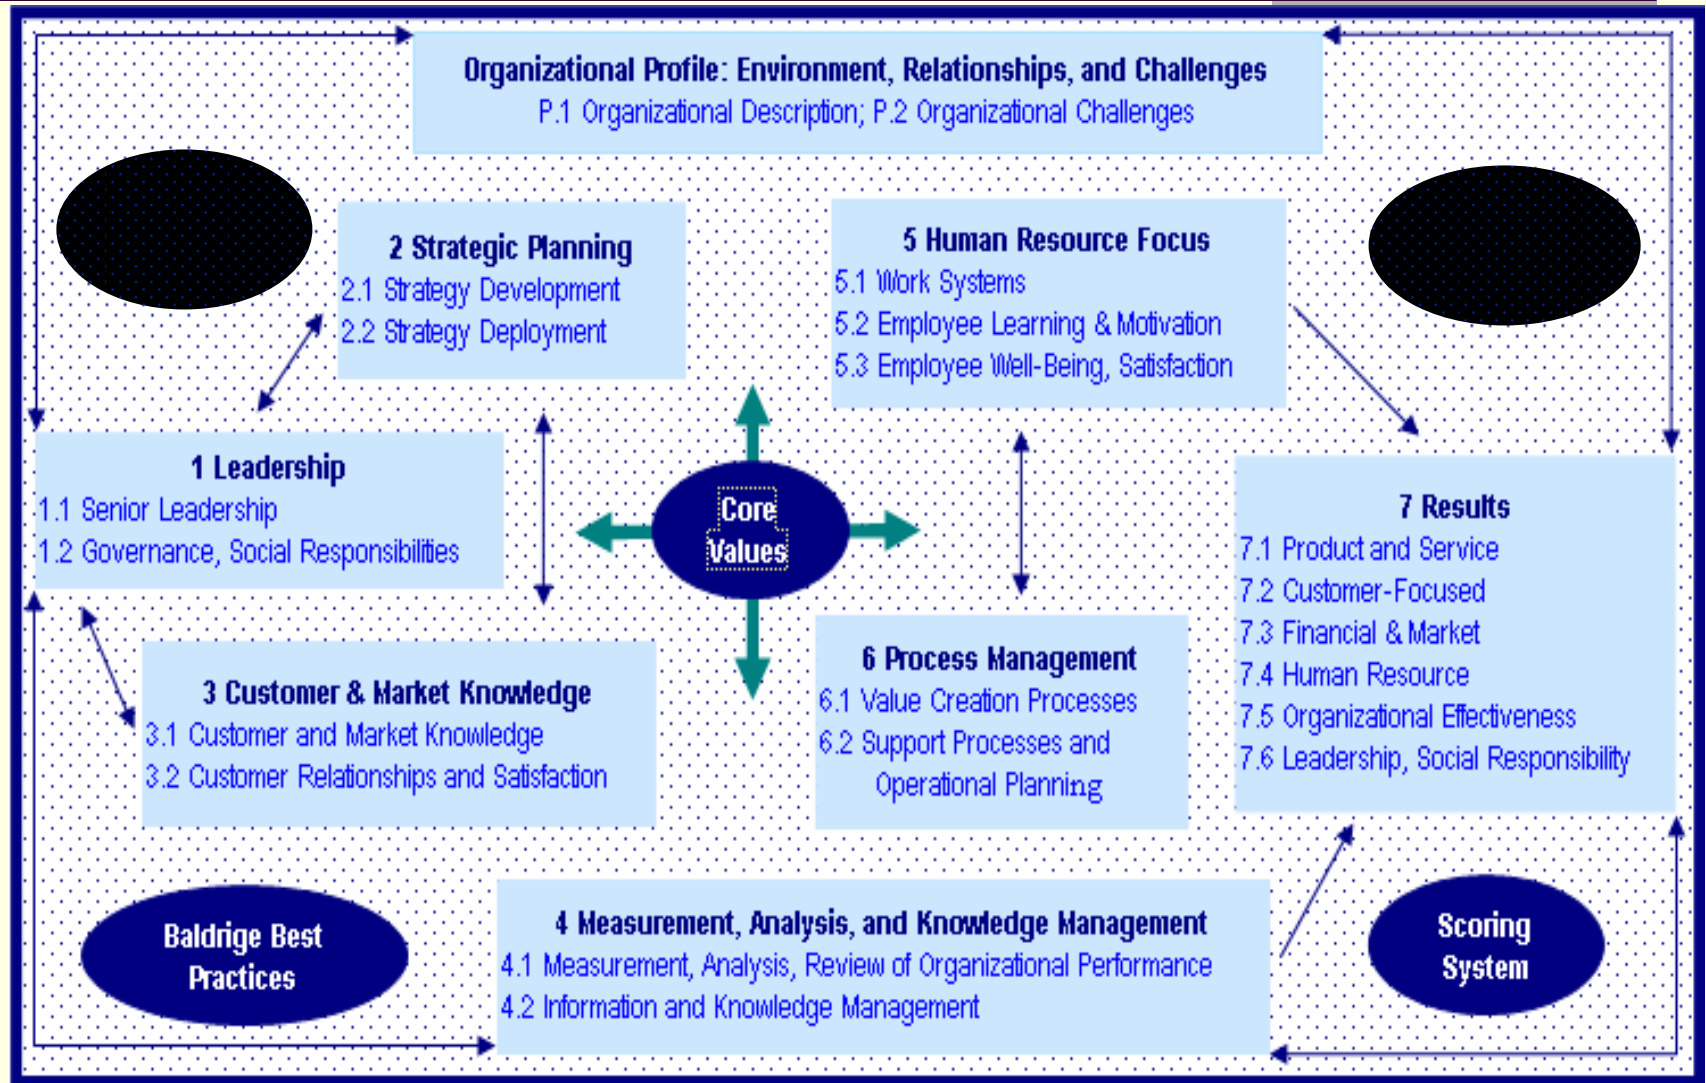 Organizational Profile: Environment, Relationships, and Challenges
P.1 Organizational Description; P.2 Organizational Challenges
2 Strategic Planning
2.1 Strategy Development
2.2 Strategy Deployment
5 Human Resource Focus
5.1 Work Systems
5.2 Employee Learning & Motivation
5.3 Employee Well-Being, Satisfaction
1 Leadership
1.1 Senior Leadership
1.2 Governance, Social Responsibilities
Core
Values
7 Results
7.1 Product and Service
7.2 Customer-Focused
7.3 Financial & Market
7.4 Human Resource
7.5 Organizational Effectiveness
7.6 Leadership, Social Responsibility
3 Customer & Market Knowledge
3.1 Customer and Market Knowledge
3.2 Customer Relationships and Satisfaction
6 Process Management
6.1 Value Creation Processes
6.2 Support Processes and
Operational Planning
Baldrige Best
Practices
4 Measurement, Analysis, and Knowledge Management
4.1 Measurement, Analysis, Review of Organizational Performance
4.2 Information and Knowledge Management
Scoring
System